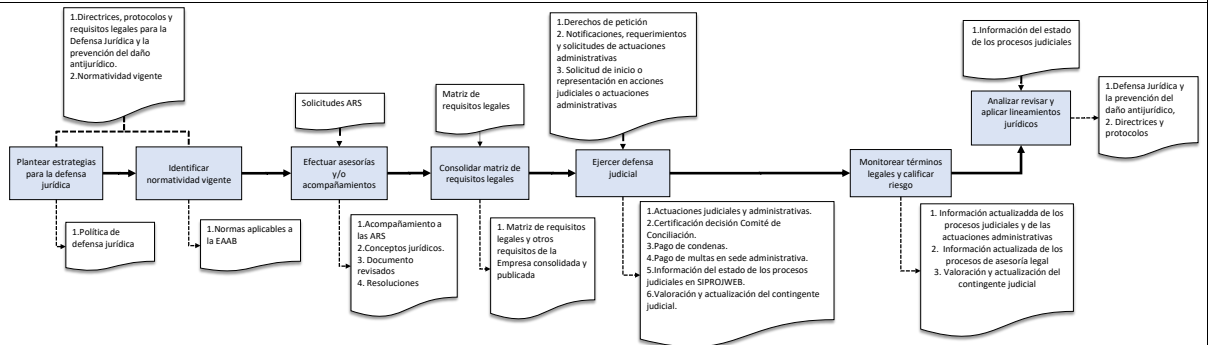 1.Directrices, protocolos y
requisitos legales para la
Defensa Jurídica y la
prevención del daño
antijurídico.
2.Normatividad vigente
Solicitudes ARS
Matriz de
requisitos legales
1.Derechos de petición
2. Notificaciones, requerimientos
y solicitudes de actuaciones
administrativas
3. Solicitud de inicio o
representación en acciones
judiciales o actuaciones
administrativas
1.Información del estado
de los procesos judiciales
Plantear estrategias
para la defensa
jurídica
Identificar
normatividad vigente
Efectuar asesorías
y/o
acompañamientos
Consolidar matriz de
requisitos legales
Ejercer defensa
judicial
Monitorear términos
legales y calificar
riesgo
Analizar revisar y
aplicar lineamientos
jurídicos
1.Defensa Jurídica y
la prevención del
daño antijurídico,
2. Directrices y
protocolos
1.Política de
defensa jurídica
1.Normas aplicables a
la EAAB
1.Acompañamiento a
las ARS
2.Conceptos jurídicos.
3. Documento
revisados
4. Resoluciones
1. Matriz de requisitos
legales y otros
requisitos de la
Empresa consolidada y
publicada
1.Actuaciones judiciales y administrativas.
2.Certificación decisión Comité de
Conciliación.
3.Pago de condenas.
4.Pago de multas en sede administrativa.
5.Información del estado de los procesos
judiciales en SIPROJWEB.
6.Valoración y actualización del contingente
judicial.
1. Información actualizadda de los
procesos judiciales y de las
actuaciones administrativas
2. Información actualizada de los
procesos de asesoría legal
3. Valoración y actualización del
contingente judicial